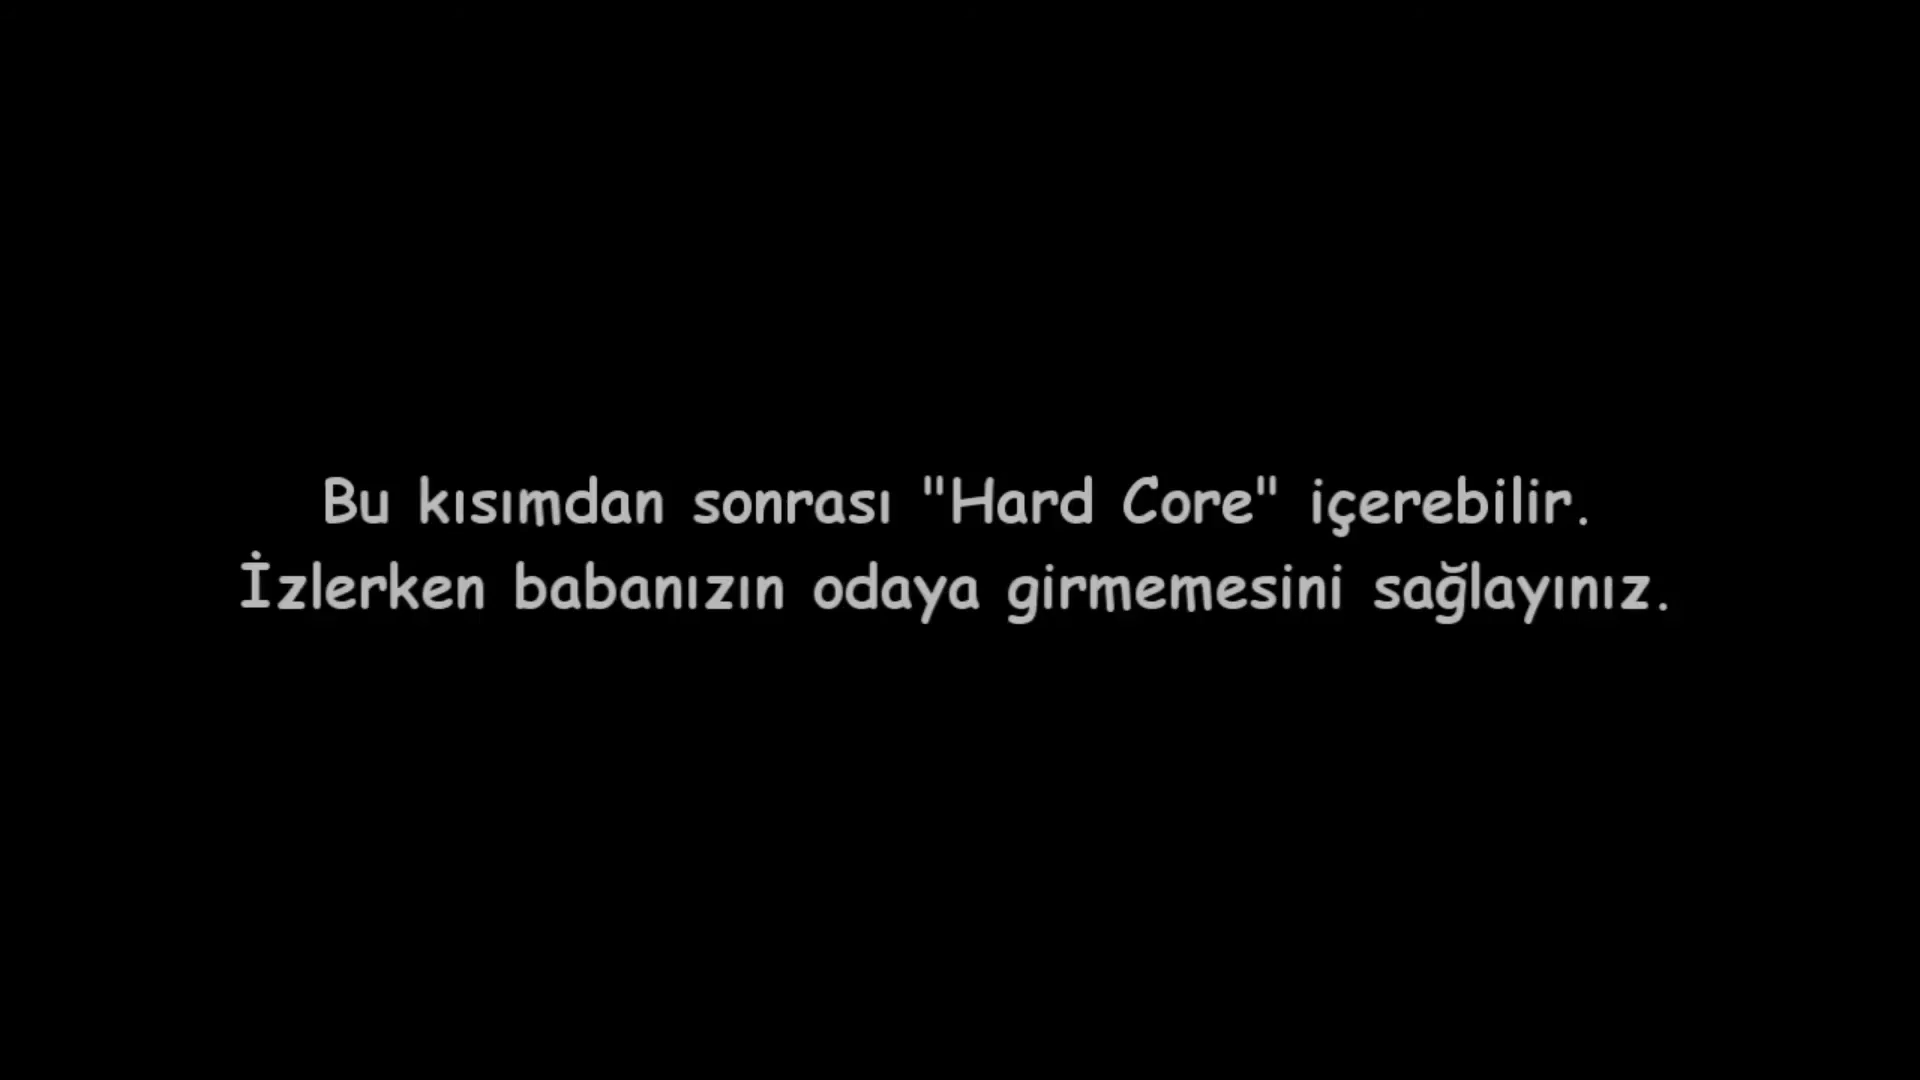 Bu kısımdan sonrası "Hard Core" içerebilir.
İzlerken babanızın odaya girmemesini sağlayınız.